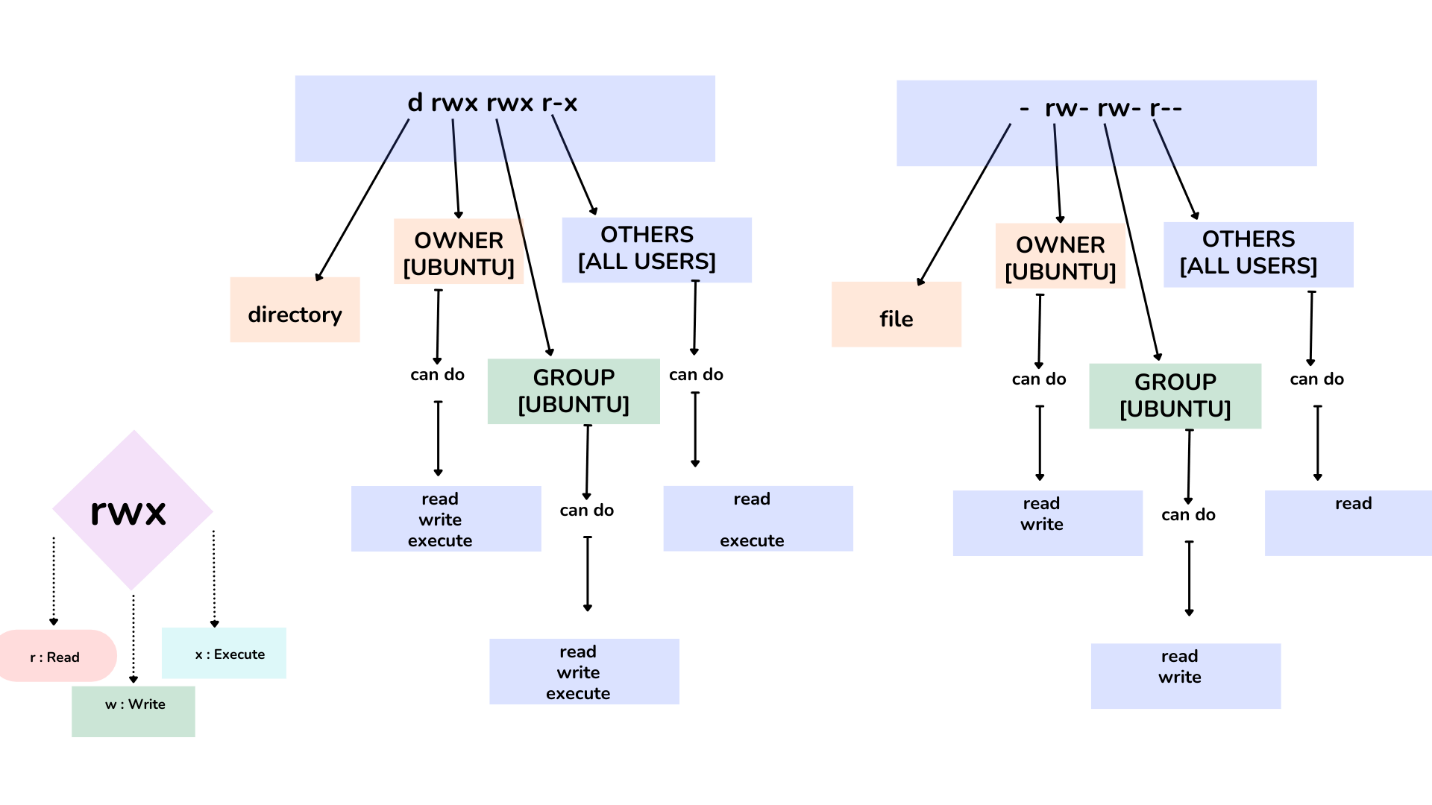 d rwx rwx r-x
OWNER
[UBUNTU]
OTHERS
[ALL USERS]
directory
can do
GROUP
[UBUNTU]
can do
read
write
execute
can do
read
execute
read
write
execute
- rw- rw- r--
OWNER
[UBUNTU]
OTHERS
[ALL USERS]
file
can do
GROUP
[UBUNTU]
can do
read
write
can do
read
read
write
rwx
r : Read
x : Execute
w : Write